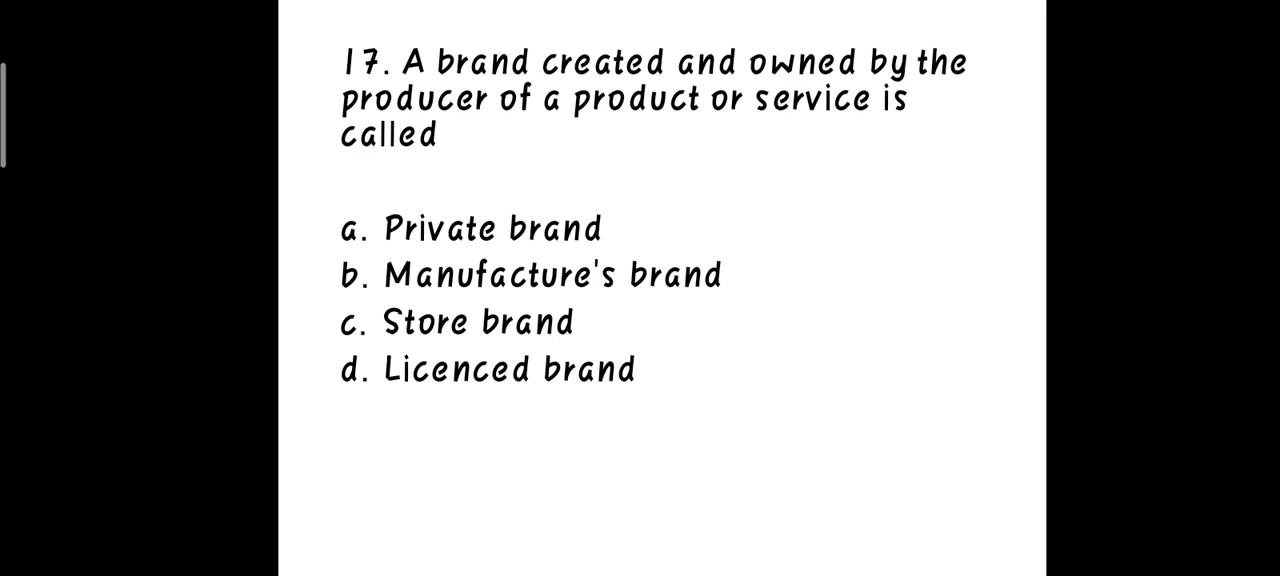 17. A brand created and owned by the
producer of a product or service is
called
a. Private brand
b. Manufacture's brand
c. Store brand
d. Licenced brand